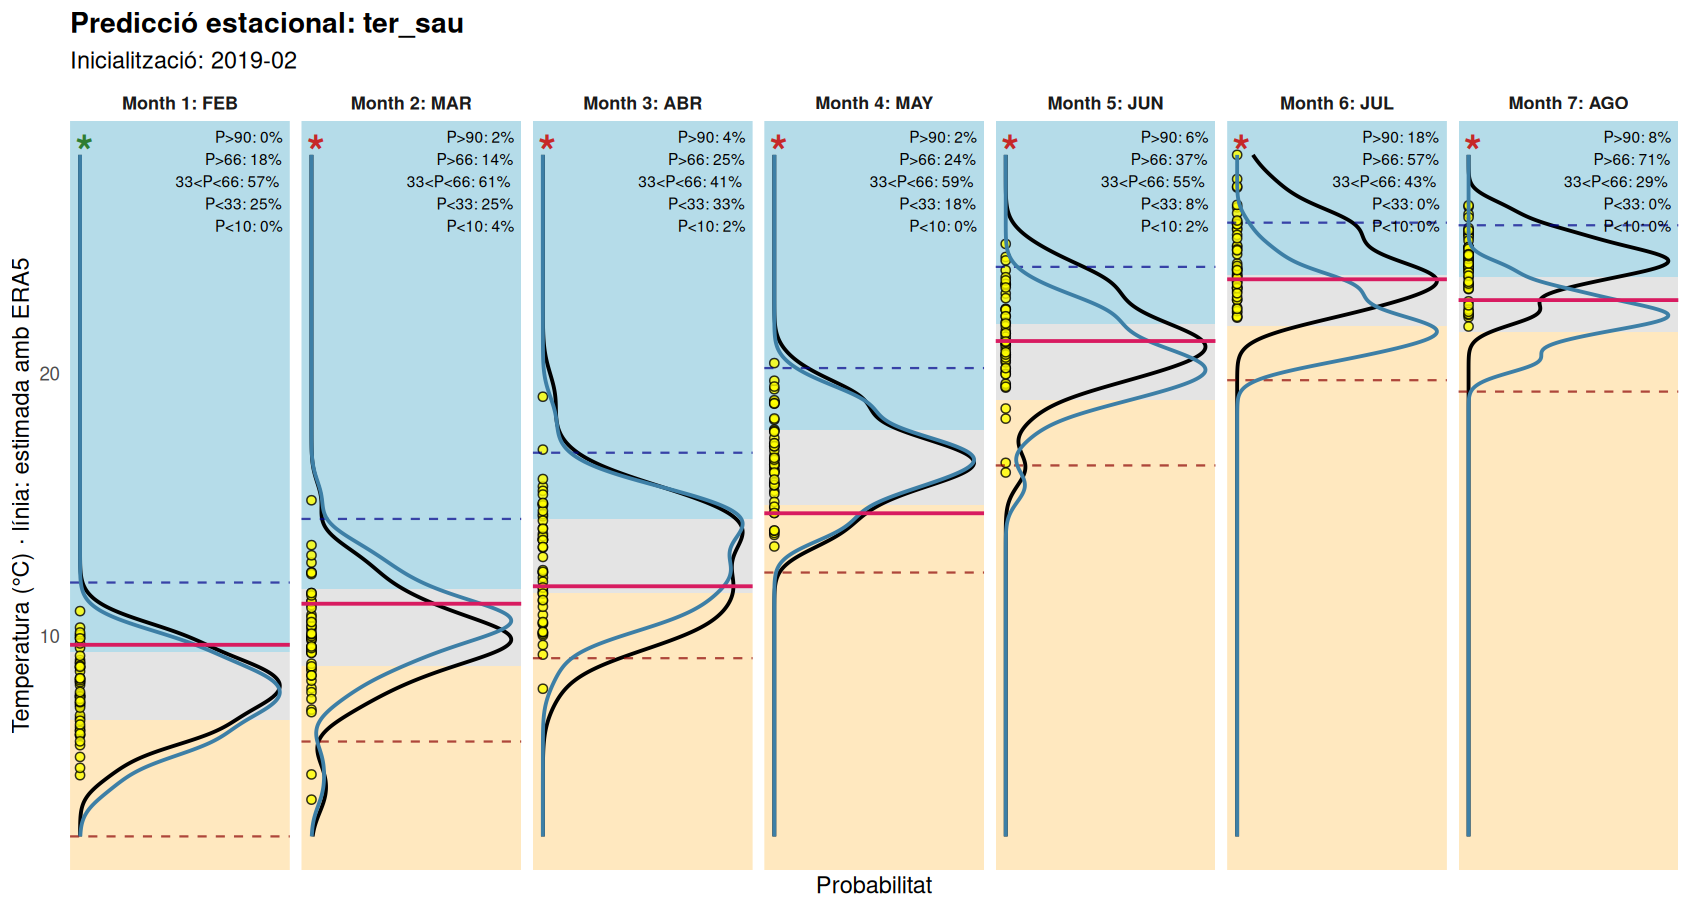 Predicció estacional: ter_sau
Inicialització: 2019-02
Month 1: FEB
*
P>90: 0%
P>66: 18%
33<P<66: 57%
P<33: 25%
P<10: 0%
Month 2: MAR
*
P>90: 2%
P>66: 14%
33<P<66: 61%
P<33: 25%
P<10: 4%
Month 3: ABR
*
P>90: 4%
P>66: 25%
33<P<66: 41%
P<33: 33%
P<10: 2%
Month 4: MAY
*
P>90: 2%
P>66: 24%
33<P<66: 59%
P<33: 18%
P<10: 0%
Month 5: JUN
*
P>90: 6%
P>66: 37%
33<P<66: 55%
P<33: 8%
P<10: 2%
Month 6: JUL
*
P>90: 18%
P>66: 57%
33<P<66: 43%
P<33: 0%
P<10: 0%
Month 7: AGO
*
P>90: 8%
P>66: 71%
33<P<66: 29%
P<33: 0%
P<10: 0%
Temperatura (°C) · línia: estimada amb ERA5
20
10
Probabilitat